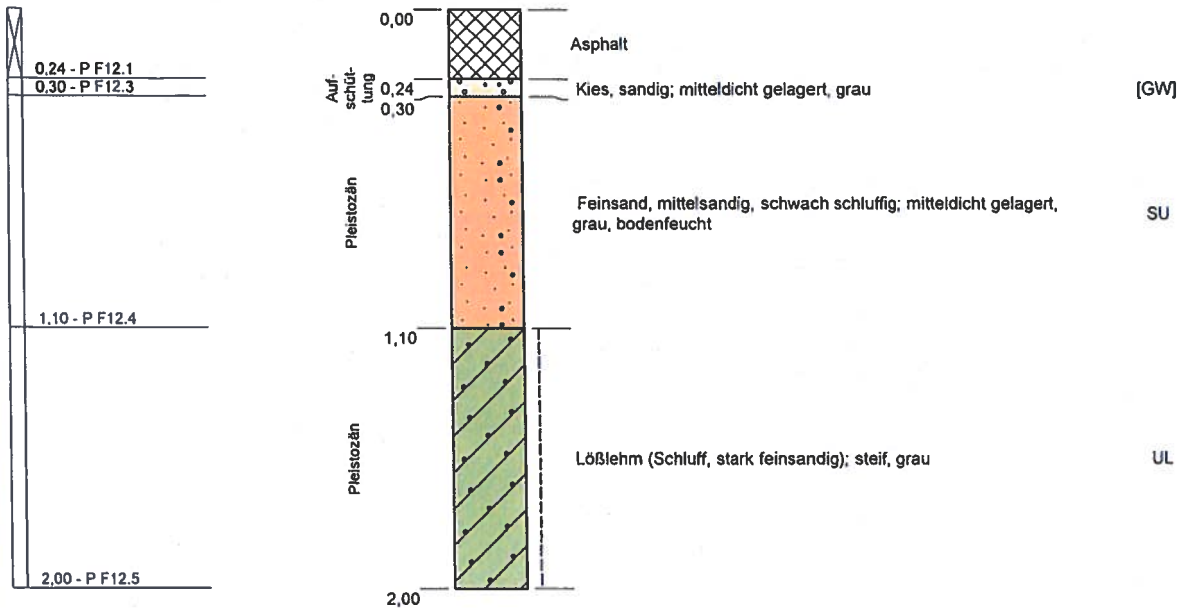 0,00
Asphalt
0,24 - P F12.1
0,30 - P F12.3
Auf-
schüt-
tung
0,24
0,30
Kies, sandig; mitteldicht gelagert, grau
[GW]
Pleistozän
Feinsand, mittelsandig, schwach schluffig; mitteldicht gelagert,
grau, bodenfeucht
SU
1,10 - P F12.4
1,10
Pleistozän
Lößlehm (Schluff, stark feinsandig); steif, grau
UL
2,00 - P F12.5
2,00